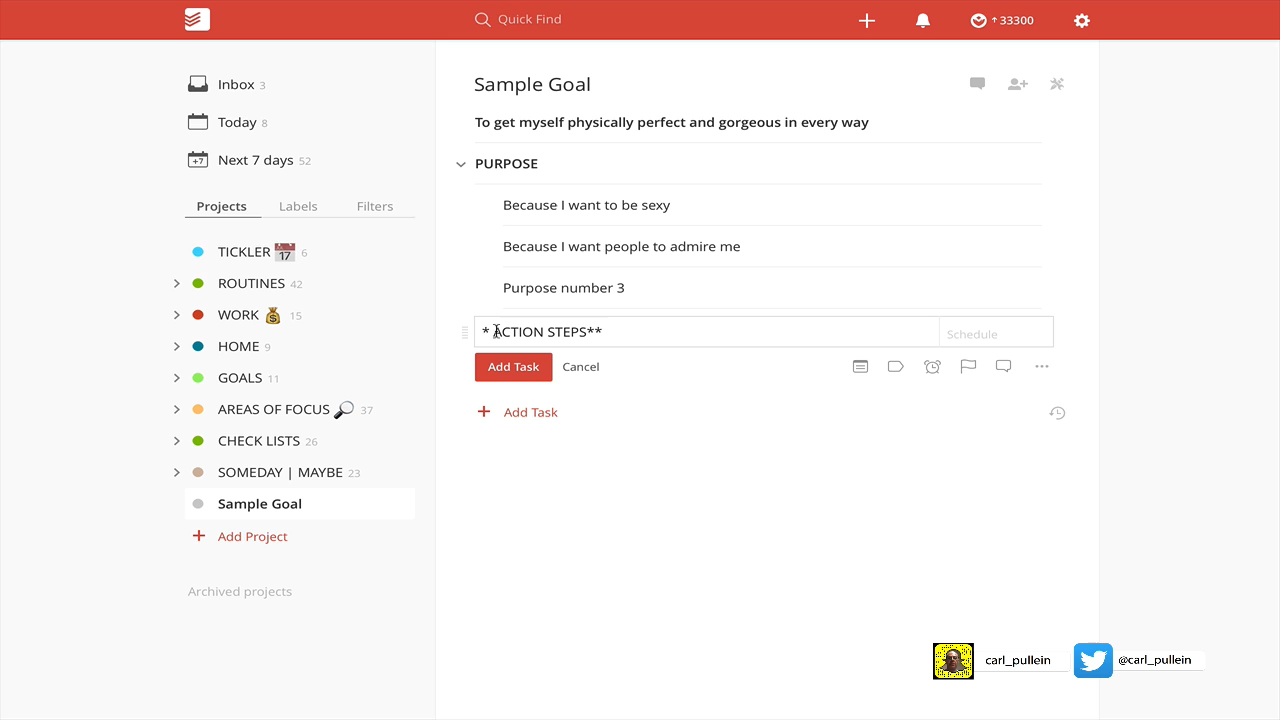 Quick Find
33300
Inbox 3
Today 8
+7 Next 7 days 52
Projects Labels Filters
TICKLER 17 6
ROUTINES 42
WORK 15
HOME 9
GOALS 11
AREAS OF FOCUS 37
CHECK LISTS 26
SOMEDAY | MAYBE 23
Sample Goal
+ Add Project
Archived projects
Sample Goal
To get myself physically perfect and gorgeous in every way
PURPOSE
Because I want to be sexy
Because I want people to admire me
Purpose number 3
* ACTION STEPS** Schedule
Add Task Cancel
+ Add Task
carl_pullein @carl_pullein